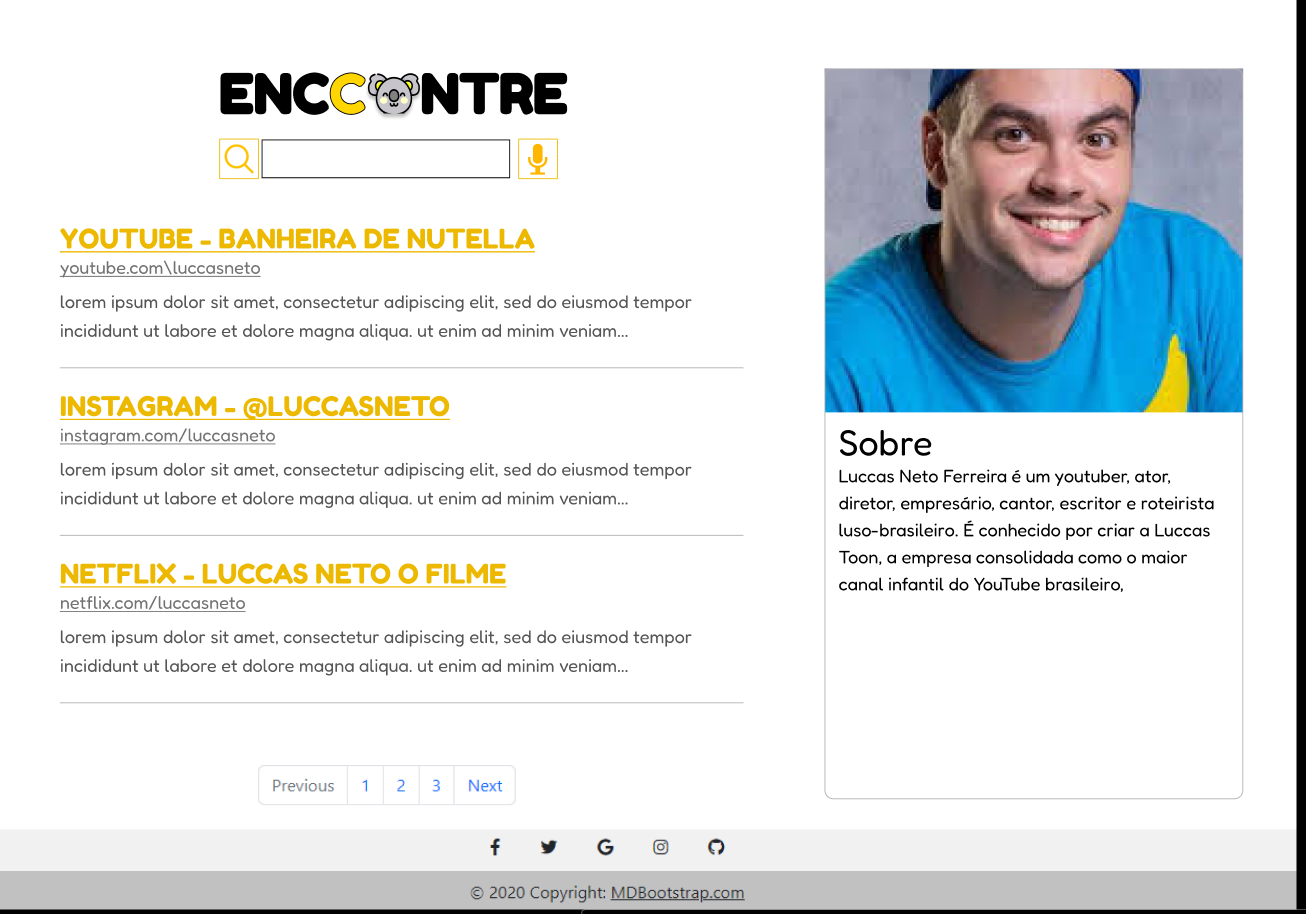 ENCCONTRE
YOUTUBE - BANHEIRA DE NUTELLA
youtube.com\luccasneto
lorem ipsum dolor sit amet, consectetur adipiscing elit, sed do eiusmod tempor
incididunt ut labore et dolore magna aliqua. ut enim ad minim veniam...
INSTAGRAM - @LUCCASNETO
instagram.com/luccasneto
lorem ipsum dolor sit amet, consectetur adipiscing elit, sed do eiusmod tempor
incididunt ut labore et dolore magna aliqua. ut enim ad minim veniam...
NETFLIX - LUCCAS NETO O FILME
netflix.com/luccasneto
lorem ipsum dolor sit amet, consectetur adipiscing elit, sed do eiusmod tempor
incididunt ut labore et dolore magna aliqua. ut enim ad minim veniam...
Previous 1 2 3 Next
Sobre
Luccas Neto Ferreira é um youtuber, ator,
diretor, empresário, cantor, escritor e roteirista
luso-brasileiro. É conhecido por criar a Luccas
Toon, a empresa consolidada como o maior
canal infantil do YouTube brasileiro,
© 2020 Copyright: MDBootstrap.com